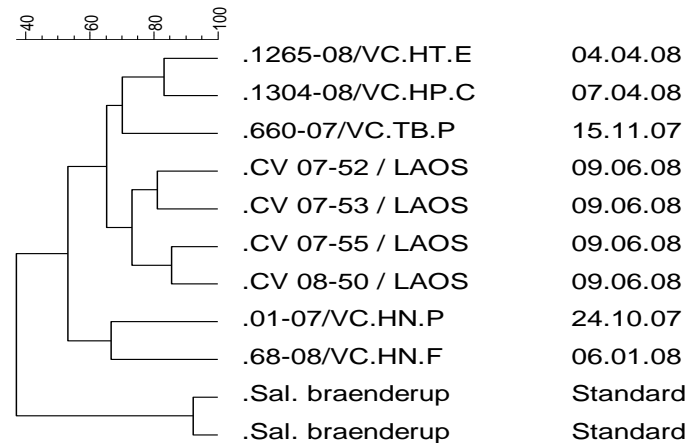 40 60 80 100
.1265-08/VC.HT.E 04.04.08
.1304-08/VC.HP.C 07.04.08
.660-07/VC.TB.P 15.11.07
.CV 07-52 / LAOS 09.06.08
.CV 07-53 / LAOS 09.06.08
.CV 07-55 / LAOS 09.06.08
.CV 08-50 / LAOS 09.06.08
.01-07/VC.HN.P 24.10.07
.68-08/VC.HN.F 06.01.08
.Sal. braenderup Standard
.Sal. braenderup Standard